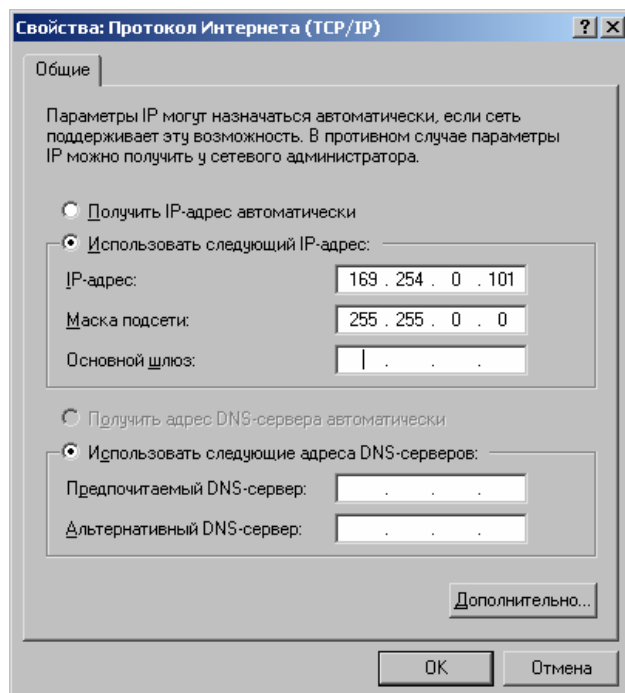 Свойства: Протокол Интернета (TCP/IP)
Общие
Параметры IP могут назначаться автоматически, если сеть
поддерживает эту возможность. В противном случае параметры
IP можно получить у сетевого администратора.
Получить IP-адрес автоматически
Использовать следующий IP-адрес:
IP-адрес: 169 . 254 . 0 . 101
Маска подсети: 255 . 255 . 0 . 0
Основной шлюз: . . .
Получить адрес DNS-сервера автоматически
Использовать следующие адреса DNS-серверов:
Предпочитаемый DNS-сервер: . . .
Альтернативный DNS-сервер: . . .
Дополнительно...
OK Отмена